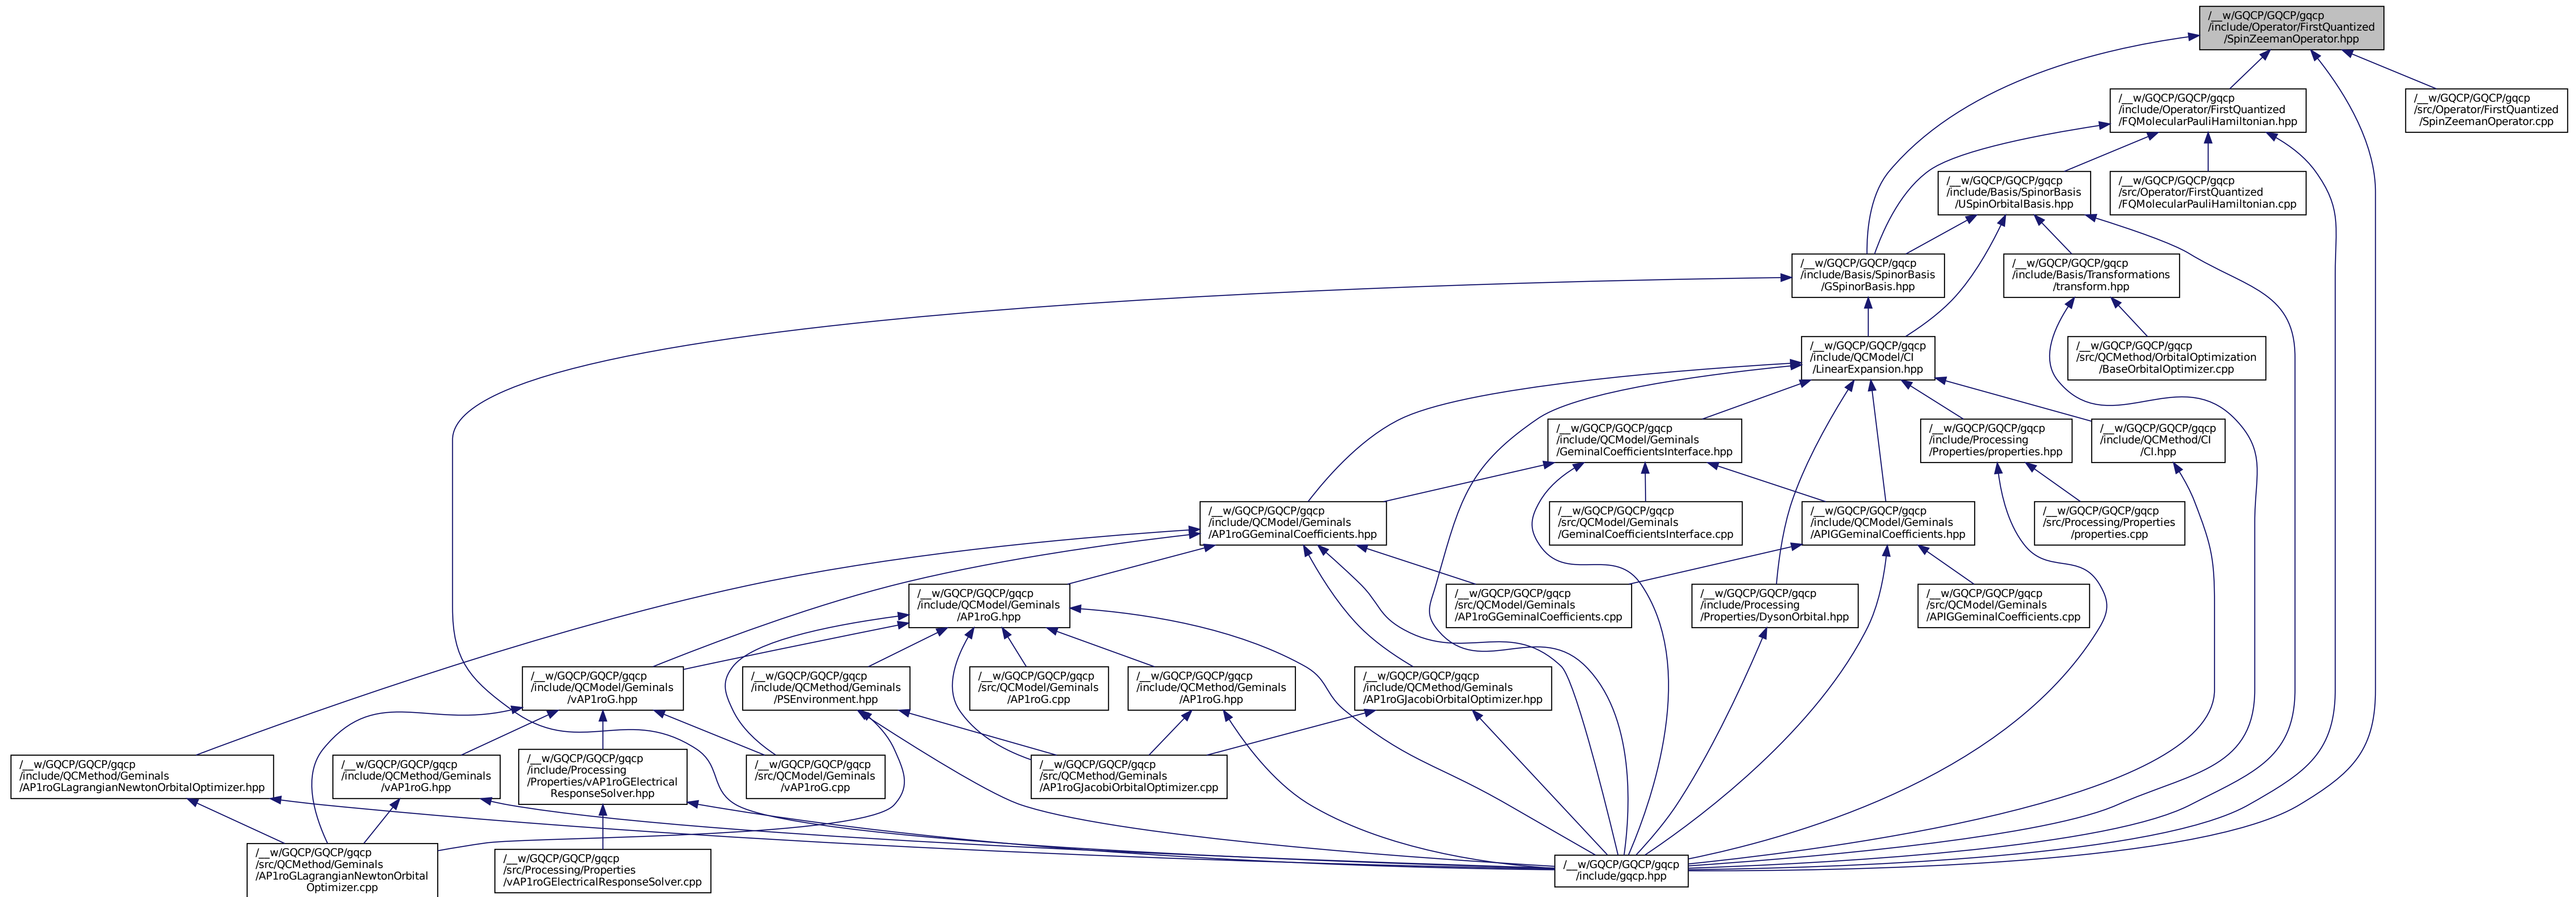 /__w/GQCP/GQCP/gqcp
/include/Operator/FirstQuantized
/SpinZeemanOperator.hpp
/__w/GQCP/GQCP/gqcp
/include/Operator/FirstQuantized
/FQMolecularPauliHamiltonian.hpp
/__w/GQCP/GQCP/gqcp
/src/Operator/FirstQuantized
/SpinZeemanOperator.cpp
/__w/GQCP/GQCP/gqcp
/include/Basis/SpinorBasis
/USpinOrbitalBasis.hpp
/__w/GQCP/GQCP/gqcp
/src/Operator/FirstQuantized
/FQMolecularPauliHamiltonian.cpp
/__w/GQCP/GQCP/gqcp
/include/Basis/SpinorBasis
/GSpinorBasis.hpp
/__w/GQCP/GQCP/gqcp
/include/Basis/Transformations
/transform.hpp
/__w/GQCP/GQCP/gqcp
/include/QCModel/CI
/LinearExpansion.hpp
/__w/GQCP/GQCP/gqcp
/src/QCMethod/OrbitalOptimization
/BaseOrbitalOptimizer.cpp
/__w/GQCP/GQCP/gqcp
/include/QCModel/Geminals
/GeminalCoefficientsInterface.hpp
/__w/GQCP/GQCP/gqcp
/include/Processing
/Properties/properties.hpp
/__w/GQCP/GQCP/gqcp
/include/QCMethod/CI
/CI.hpp
/__w/GQCP/GQCP/gqcp
/include/QCModel/Geminals
/AP1roGGeminalCoefficients.hpp
/__w/GQCP/GQCP/gqcp
/src/QCModel/Geminals
/GeminalCoefficientsInterface.cpp
/__w/GQCP/GQCP/gqcp
/include/QCModel/Geminals
/APIGGeminalCoefficients.hpp
/__w/GQCP/GQCP/gqcp
/src/Processing/Properties
/properties.cpp
/__w/GQCP/GQCP/gqcp
/include/QCModel/Geminals
/AP1roG.hpp
/__w/GQCP/GQCP/gqcp
/src/QCModel/Geminals
/AP1roGGeminalCoefficients.cpp
/__w/GQCP/GQCP/gqcp
/include/Processing
/Properties/DysonOrbital.hpp
/__w/GQCP/GQCP/gqcp
/src/QCModel/Geminals
/APIGGeminalCoefficients.cpp
/__w/GQCP/GQCP/gqcp
/include/QCModel/Geminals
/vAP1roG.hpp
/__w/GQCP/GQCP/gqcp
/include/QCMethod/Geminals
/PSEnvironment.hpp
/__w/GQCP/GQCP/gqcp
/src/QCModel/Geminals
/AP1roG.cpp
/__w/GQCP/GQCP/gqcp
/include/QCMethod/Geminals
/AP1roG.hpp
/__w/GQCP/GQCP/gqcp
/include/QCMethod/Geminals
/AP1roGJacobiOrbitalOptimizer.hpp
/__w/GQCP/GQCP/gqcp
/include/QCMethod/Geminals
/AP1roGLagrangianNewtonOrbitalOptimizer.hpp
/__w/GQCP/GQCP/gqcp
/include/QCMethod/Geminals
/vAP1roG.hpp
/__w/GQCP/GQCP/gqcp
/include/Processing
/Properties/vAP1roGElectrical
ResponseSolver.hpp
/__w/GQCP/GQCP/gqcp
/src/QCModel/Geminals
/vAP1roG.cpp
/__w/GQCP/GQCP/gqcp
/src/QCMethod/Geminals
/AP1roGJacobiOrbitalOptimizer.cpp
/__w/GQCP/GQCP/gqcp
/src/QCMethod/Geminals
/AP1roGLagrangianNewtonOrbital
Optimizer.cpp
/__w/GQCP/GQCP/gqcp
/src/Processing/Properties
/vAP1roGElectricalResponseSolver.cpp
/__w/GQCP/GQCP/gqcp
/include/gqcp.hpp